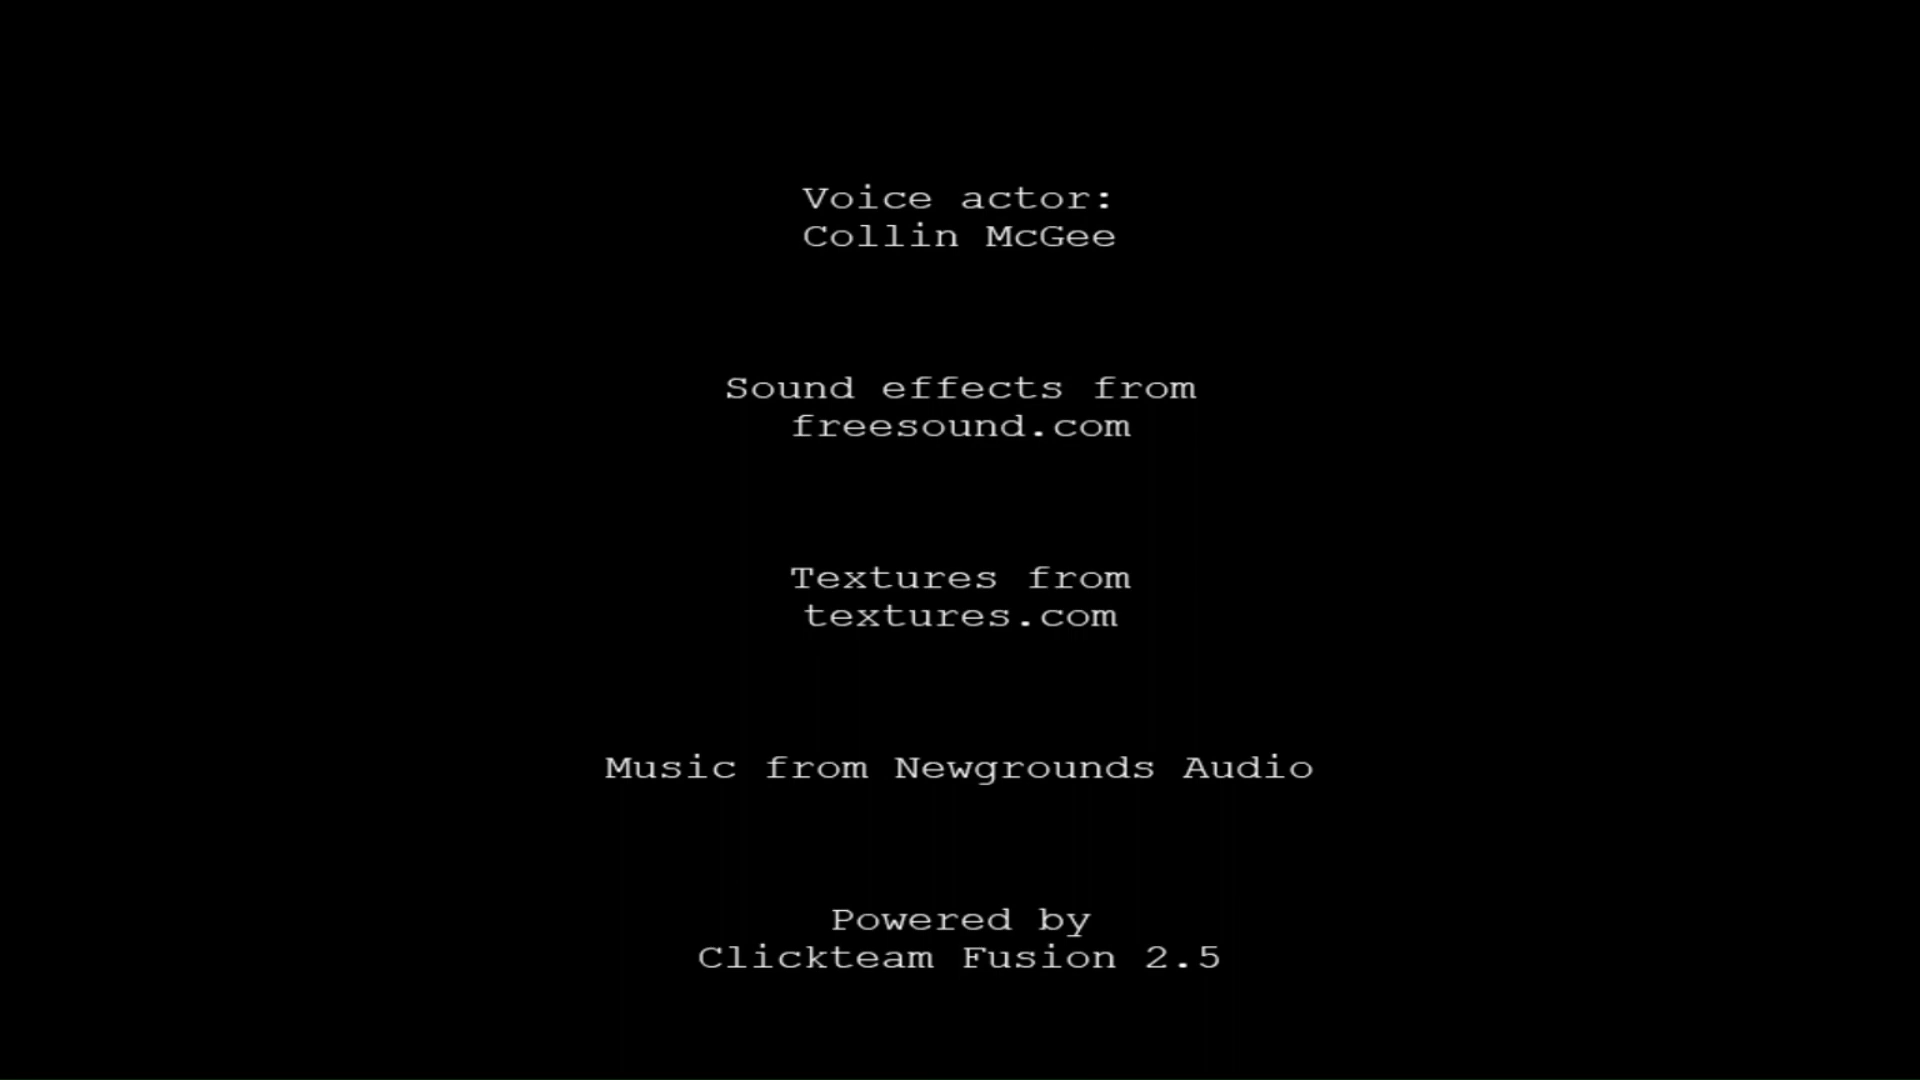 Voice actor:
Collin McGee
Sound effects from
freesound.com
Textures from
textures.com
Music from Newgrounds Audio
Powered by
Clickteam Fusion 2.5